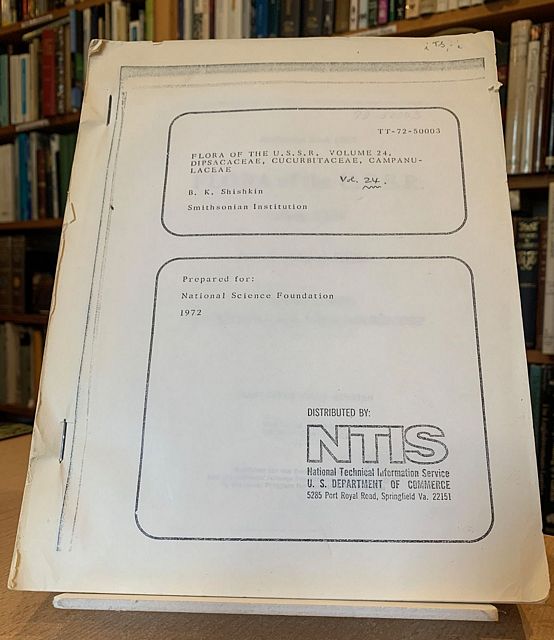 TT-72-50003
FLORA OF THE U.S.S.R. VOLUME 24,
DIPSACACEAE, CUCURBITACEAE, CAMPANU-
LACEAE
Vol. 24.
B. K. Shishkin
Smithsonian Institution
Prepared for:
National Science Foundation
1972
DISTRIBUTED BY:
NTIS
National Technical Information Service
U. S. DEPARTMENT OF COMMERCE
5285 Port Royal Road, Springfield Va. 22151